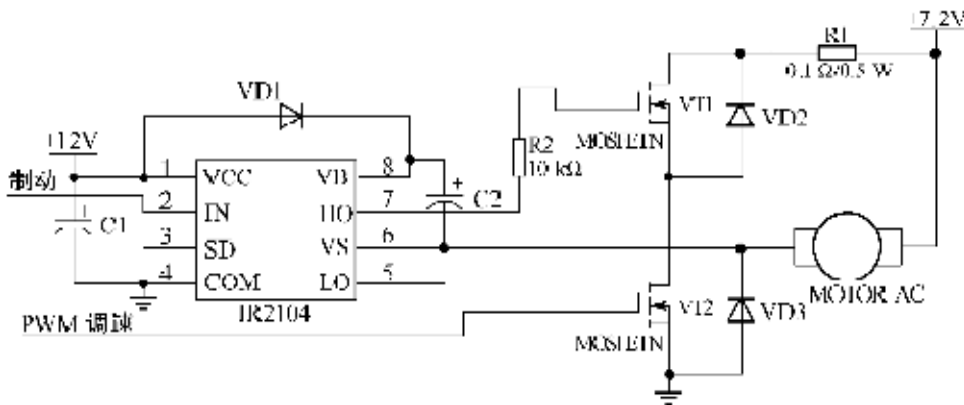 +7.2V
R1
0.1 Ω/0.5 W
VD1
VT1
VD2
+12V
R2
10 kΩ
MOSFETN
制动
1
VCC
VB
8
C2
2
IN
HO
7
C1
3
SD
VS
6
4
COM
LO
5
MOTOR AC
IR2104
VT2
VD3
PWM 调速
MOSFETN